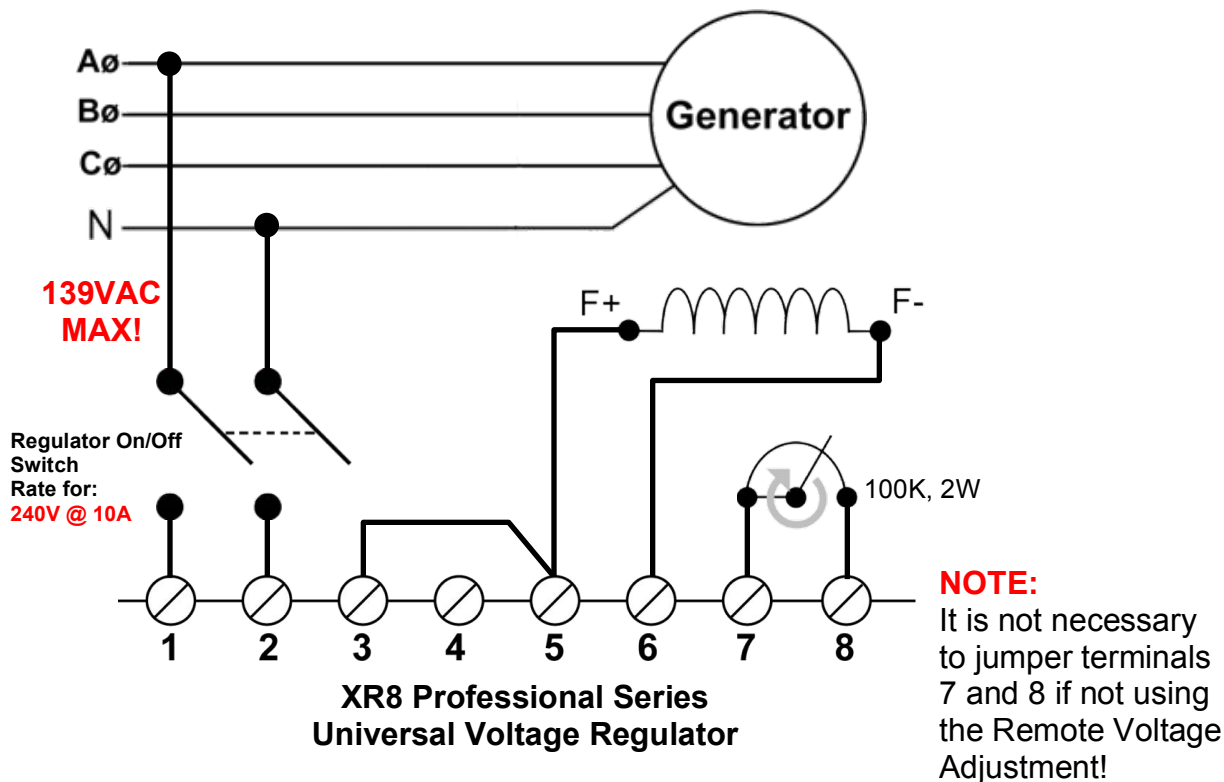 Aø
Bø
Cø
N
Generator
139VAC
MAX!
F+
F-
Regulator On/Off
Switch
Rate for:
240V @ 10A
100K, 2W
1 2 3 4 5 6 7 8
XR8 Professional Series
Universal Voltage Regulator
NOTE:
It is not necessary
to jumper terminals
7 and 8 if not using
the Remote Voltage
Adjustment!